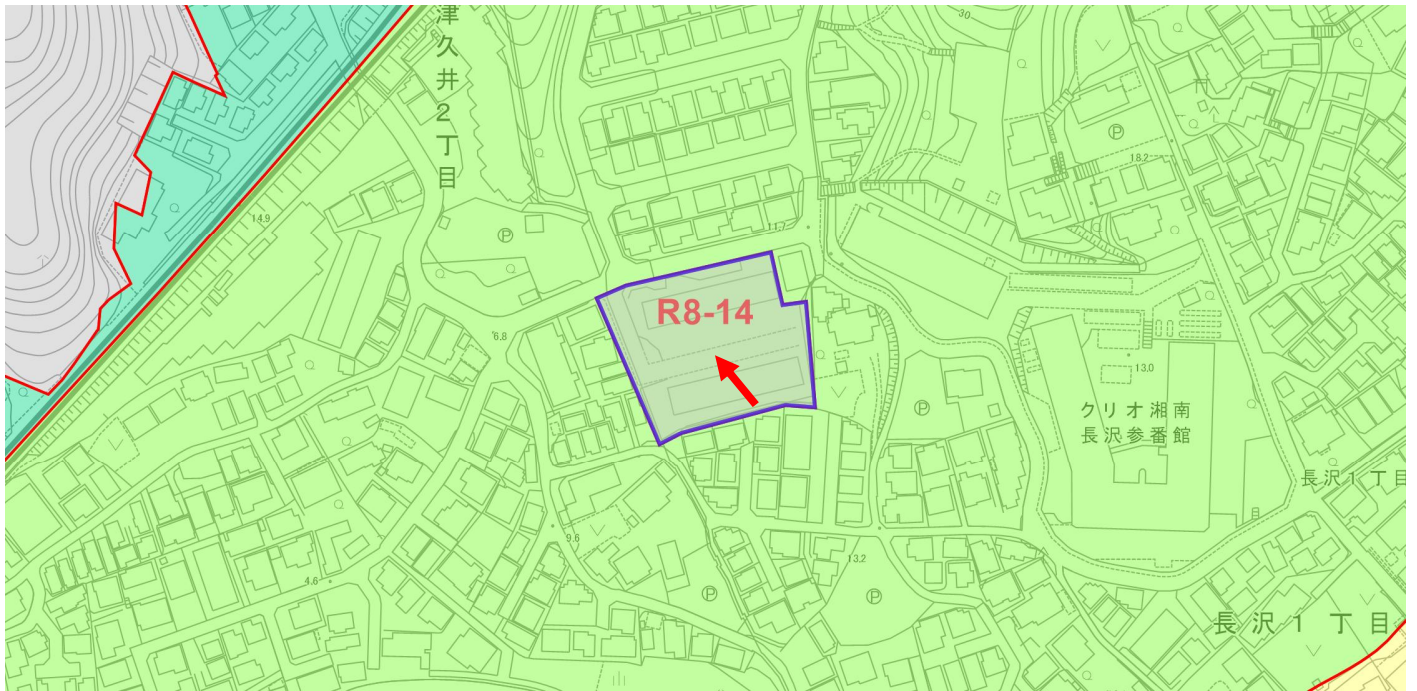 津久井2丁目
30
P
18.2
14.9
11.7
P
R8-14
6.8
13.0
P
クリオ湘南
長沢参番館
長沢1丁目
9.6
13.2
4.6
P
P
長沢1丁目